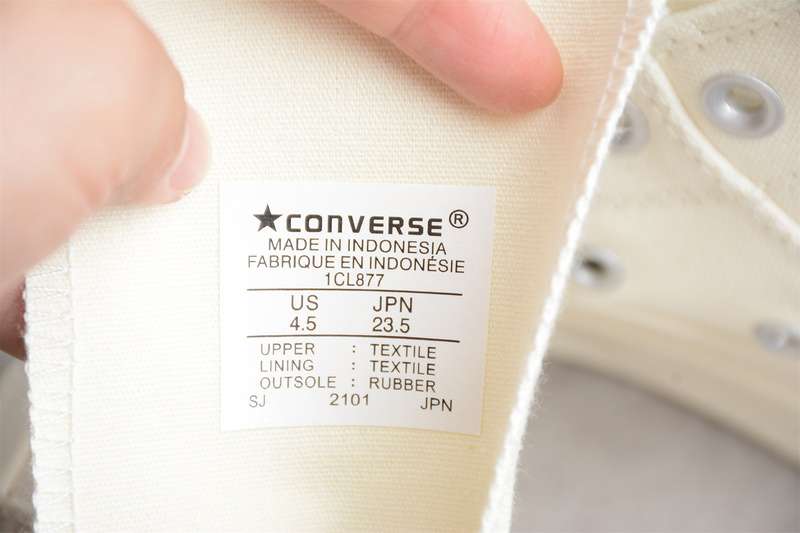 ★CONVERSE®
MADE IN INDONESIA
FABRIQUE EN INDONÉSIE
1CL877
US JPN
4.5 23.5
UPPER : TEXTILE
LINING : TEXTILE
OUTSOLE : RUBBER
SJ 2101 JPN